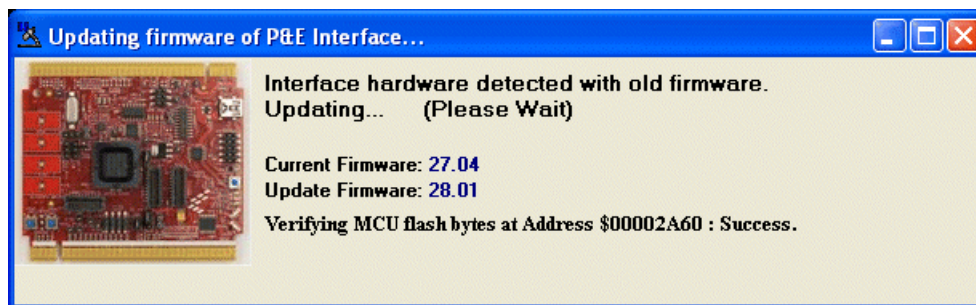 Updating firmware of P&E Interface...
Interface hardware detected with old firmware.
Updating... (Please Wait)
Current Firmware: 27.04
Update Firmware: 28.01
Verifying MCU flash bytes at Address $00002A60 : Success.